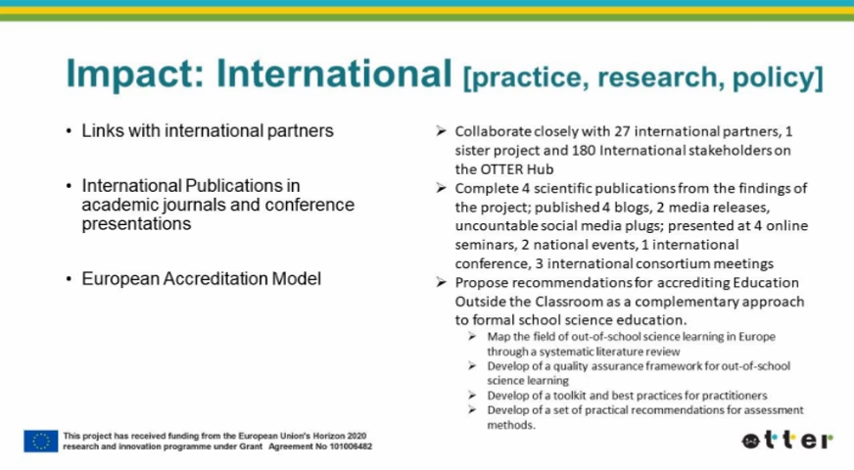 Impact: International [practice, research, policy]
• Links with international partners
• International Publications in
academic journals and conference
presentations
• European Accreditation Model
➤ Collaborate closely with 27 international partners, 1
sister project and 180 International stakeholders on
the OTTER Hub
➤ Complete 4 scientific publications from the findings of
the project; published 4 blogs, 2 media releases,
uncountable social media plugs; presented at 4 online
seminars, 2 national events, 1 international
conference, 3 international consortium meetings
➤ Propose recommendations for accrediting Education
Outside the Classroom as a complementary approach
to formal school science education.
➤ Map the field of out-of-school science learning in Europe
through a systematic literature review
➤ Develop of a quality assurance framework for out-of-school
science learning
➤ Develop of a toolkit and best practices for practitioners
➤ Develop of a set of practical recommendations for assessment
methods.
This project has received funding from the European Union's Horizon 2020
research and innovation programme under Grant Agreement No 101006482
otter